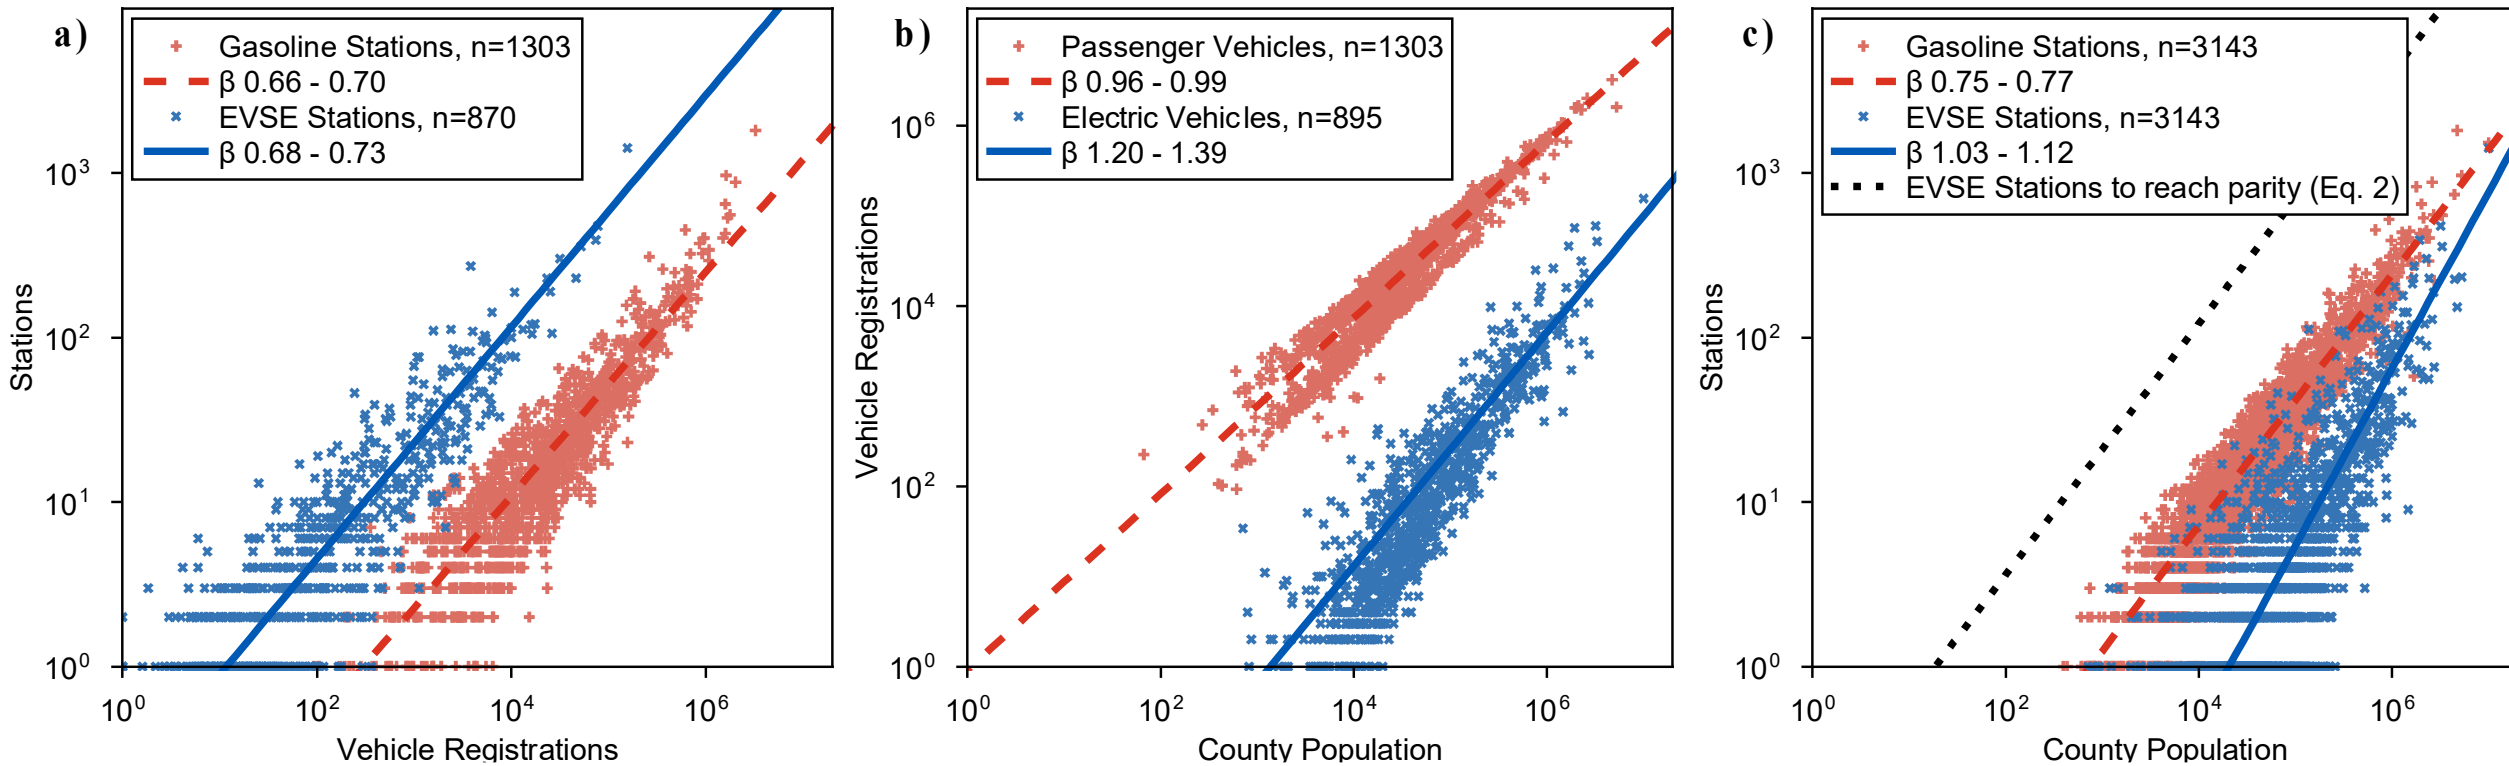 a)
Gasoline Stations, n=1303
β 0.66 - 0.70
EVSE Stations, n=870
β 0.68 - 0.73
10³
10²
10¹
10⁰
Stations
10⁰ 10² 10⁴ 10⁶
Vehicle Registrations
b)
Passenger Vehicles, n=1303
β 0.96 - 0.99
Electric Vehicles, n=895
β 1.20 - 1.39
10⁶
10⁴
10²
10⁰
Vehicle Registrations
10⁰ 10² 10⁴ 10⁶
County Population
c)
Gasoline Stations, n=3143
β 0.75 - 0.77
EVSE Stations, n=3143
β 1.03 - 1.12
EVSE Stations to reach parity (Eq. 2)
10³
10²
10¹
10⁰
Stations
10⁰ 10² 10⁴ 10⁶
County Population